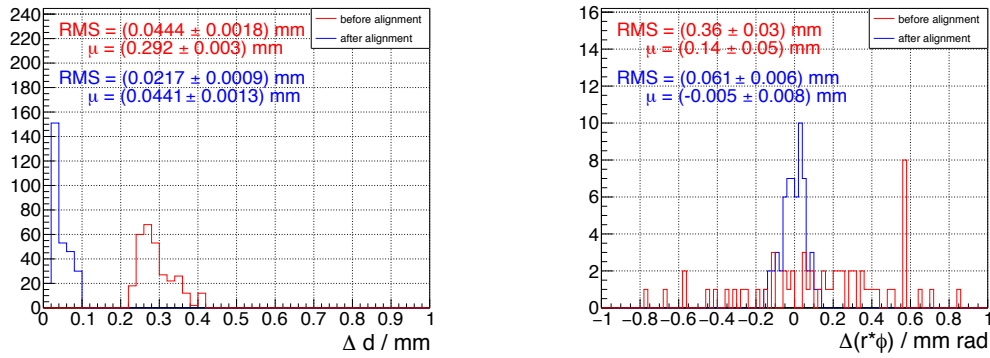 240
220
200
180
160
140
120
100
80
60
40
20
0
RMS = (0.0444 ± 0.0018) mm
μ = (0.292 ± 0.003) mm
RMS = (0.0217 ± 0.0009) mm
μ = (0.0441 ± 0.0013) mm
before alignment
after alignment
0 0.1 0.2 0.3 0.4 0.5 0.6 0.7 0.8 0.9 1
Δ d / mm
16
14
12
10
8
6
4
2
0
RMS = (0.36 ± 0.03) mm
μ = (0.14 ± 0.05) mm
RMS = (0.061 ± 0.006) mm
μ = (-0.005 ± 0.008) mm
before alignment
after alignment
−1 −0.8 −0.6 −0.4 −0.2 0 0.2 0.4 0.6 0.8 1
Δ(r*ϕ) / mm rad